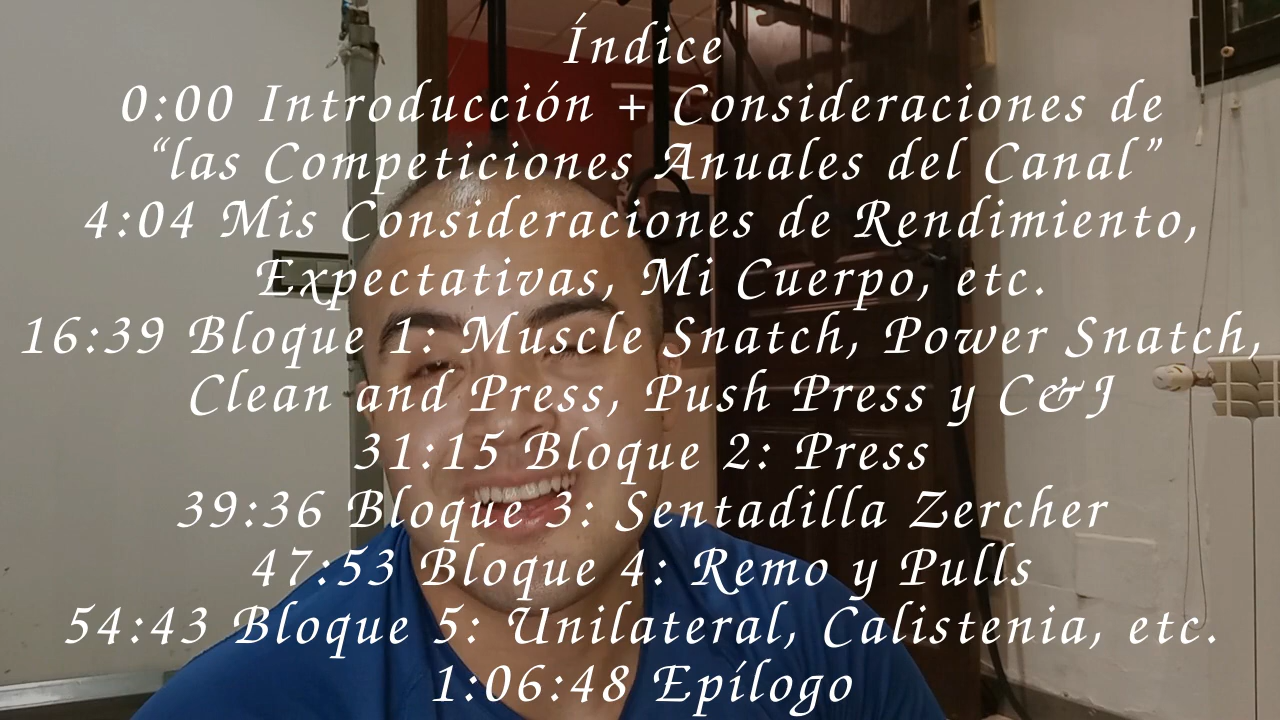 Índice
0:00 Introducción + Consideraciones de
“las Competiciones Anuales del Canal”
4:04 Mis Consideraciones de Rendimiento,
Expectativas, Mi Cuerpo, etc.
16:39 Bloque 1: Muscle Snatch, Power Snatch,
Clean and Press, Push Press y C&J
31:15 Bloque 2: Press
39:36 Bloque 3: Sentadilla Zercher
47:53 Bloque 4: Remo y Pulls
54:43 Bloque 5: Unilateral, Calistenia, etc.
1:06:48 Epílogo